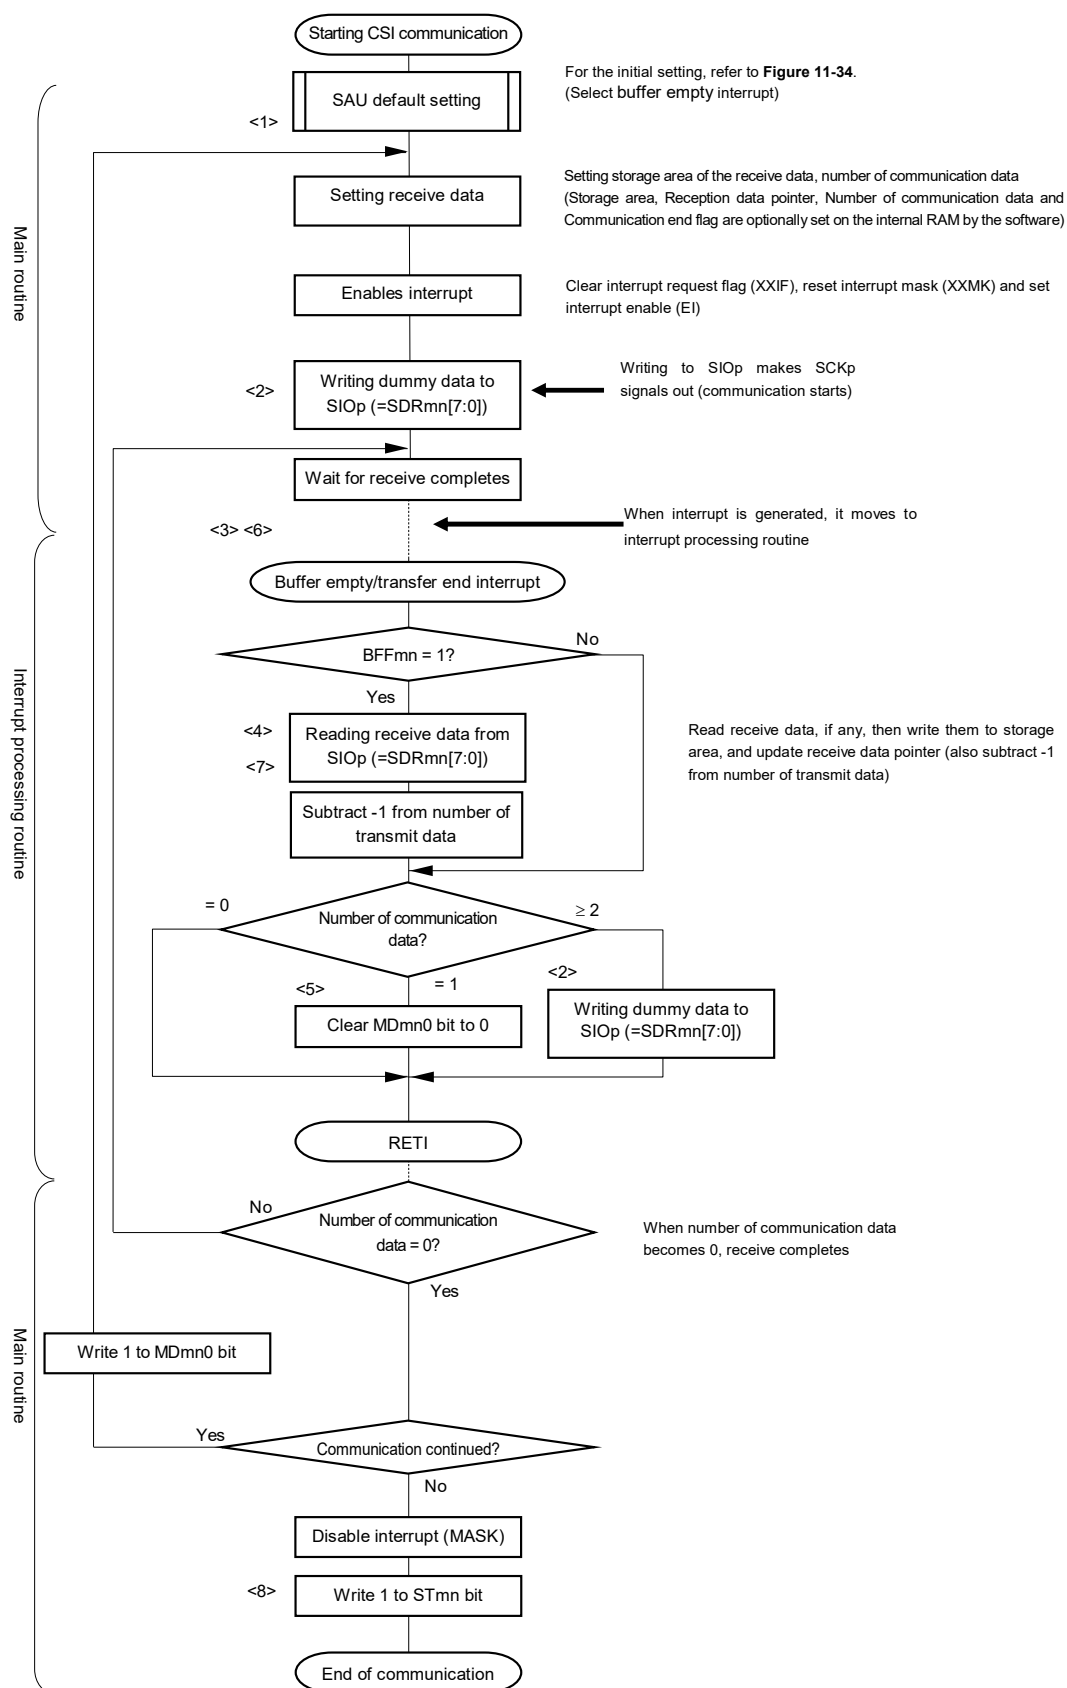 Starting CSI communication
For the initial setting, refer to Figure 11-34.
(Select buffer empty interrupt)
SAU default setting
<1>
Setting storage area of the receive data, number of communication data
(Storage area, Reception data pointer, Number of communication data and
Communication end flag are optionally set on the internal RAM by the software)
Setting receive data
Main routine
Enables interrupt
Clear interrupt request flag (XXIF), reset interrupt mask (XXMK) and set
interrupt enable (EI)
<2>
Writing dummy data to
SIOp (=SDRmn[7:0])
Writing to SIOp makes SCKp
signals out (communication starts)
Wait for receive completes
<3> <6>
When interrupt is generated, it moves to
interrupt processing routine
Buffer empty/transfer end interrupt
BFFmn = 1?
No
Yes
Interrupt processing routine
<4>
<7>
Reading receive data from
SIOp (=SDRmn[7:0])
Read receive data, if any, then write them to storage
area, and update receive data pointer (also subtract -1
from number of transmit data)
Subtract -1 from number of
transmit data
= 0
Number of communication
data?
≥ 2
= 1
<5>
Clear MDmn0 bit to 0
<2>
Writing dummy data to
SIOp (=SDRmn[7:0])
RETI
No
Number of communication
data = 0?
Yes
When number of communication data
becomes 0, receive completes
Main routine
Write 1 to MDmn0 bit
Yes
Communication continued?
No
Disable interrupt (MASK)
<8>
Write 1 to STmn bit
End of communication